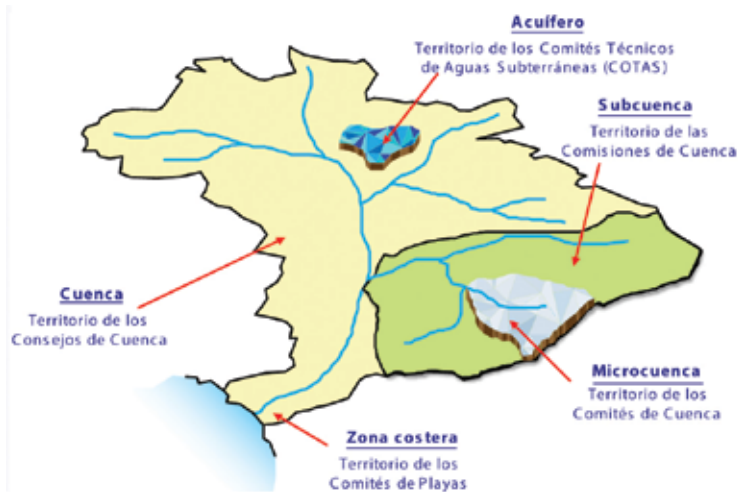 Acuífero
Territorio de los Comités Técnicos
de Aguas Subterráneas (COTAS)
Subcuenca
Territorio de las
Comisiones de Cuenca
Cuenca
Territorio de los
Consejos de Cuenca
Microcuenca
Territorio de los
Comités de Cuenca
Zona costera
Territorio de los
Comités de Playas